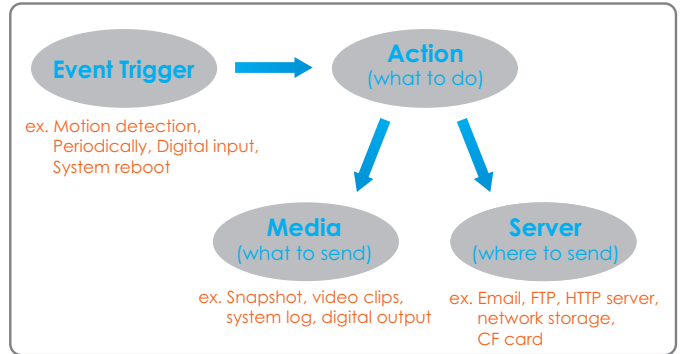 Event Trigger
Action
(what to do)
ex. Motion detection,
Periodically, Digital input,
System reboot
Media
(what to send)
Server
(where to send)
ex. Snapshot, video clips,
system log, digital output
ex. Email, FTP, HTTP server,
network storage,
CF card